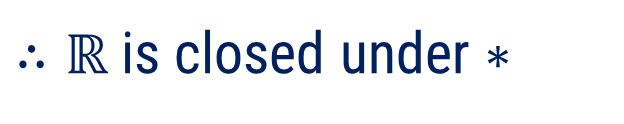 ∴ ℝ is closed under *